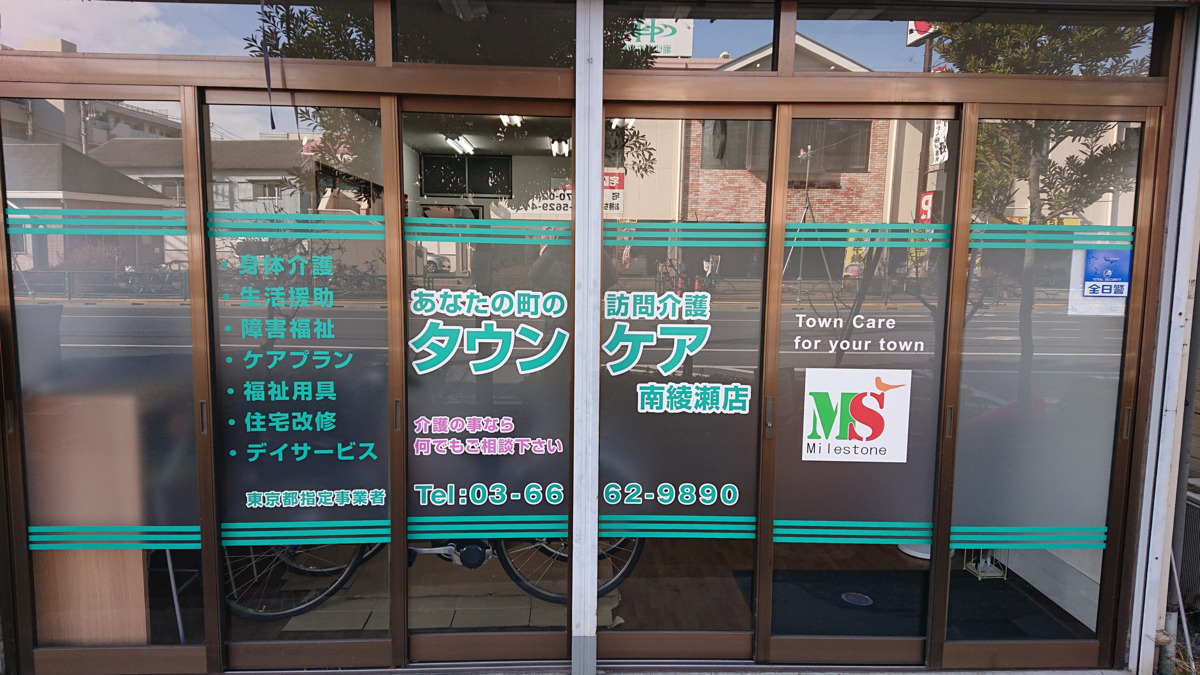 ・身体介護
・生活援助
・障害福祉
・ケアプラン
・福祉用具
・住宅改修
・デイサービス
東京都指定事業者
あなたの町の 訪問介護
タウンケア
南綾瀬店
介護の事なら
何でもご相談下さい
Tel:03-6662-9890
Town Care
for your town
MS
Milestone
TOTAL SECURITY
全日警